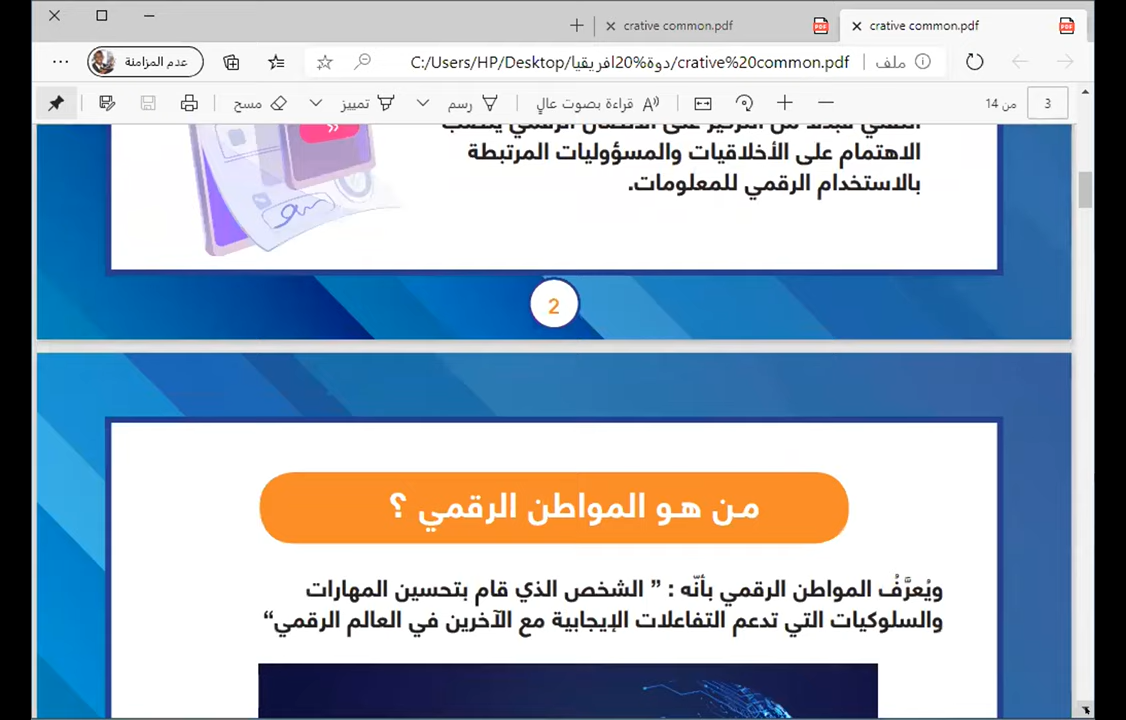 crative common.pdf
crative common.pdf
عدم المزامنة
C:/Users/HP/Desktop/دوة%20افريقيا/crative%20common.pdf
ملف
مسح
تمييز
رسم
قراءة بصوت عالٍ
من 14
3
الاهتمام على الأخلاقيات والمسؤوليات المرتبطة
بالاستخدام الرقمي للمعلومات.
2
من هو المواطن الرقمي ؟
ويُعرَّفُ المواطن الرقمي بأنّه : ” الشخص الذي قام بتحسين المهارات
والسلوكيات التي تدعم التفاعلات الإيجابية مع الآخرين في العالم الرقمي“